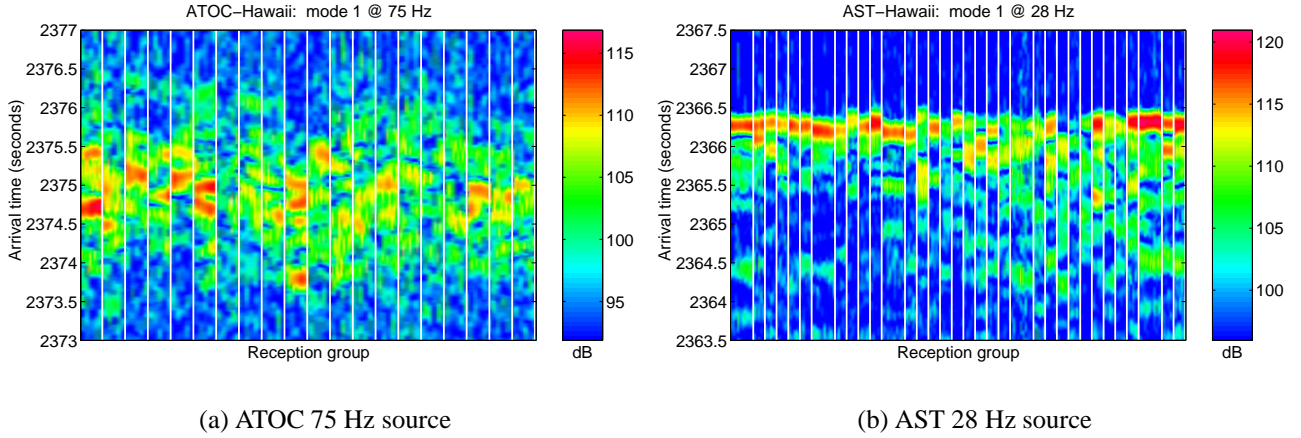 ATOC−Hawaii: mode 1 @ 75 Hz
Arrival time (seconds)
2377
2376.5
2376
2375.5
2375
2374.5
2374
2373.5
2373
Reception group
115
110
105
100
95
dB
(a) ATOC 75 Hz source
AST−Hawaii: mode 1 @ 28 Hz
Arrival time (seconds)
2367.5
2367
2366.5
2366
2365.5
2365
2364.5
2364
2363.5
Reception group
120
115
110
105
100
dB
(b) AST 28 Hz source